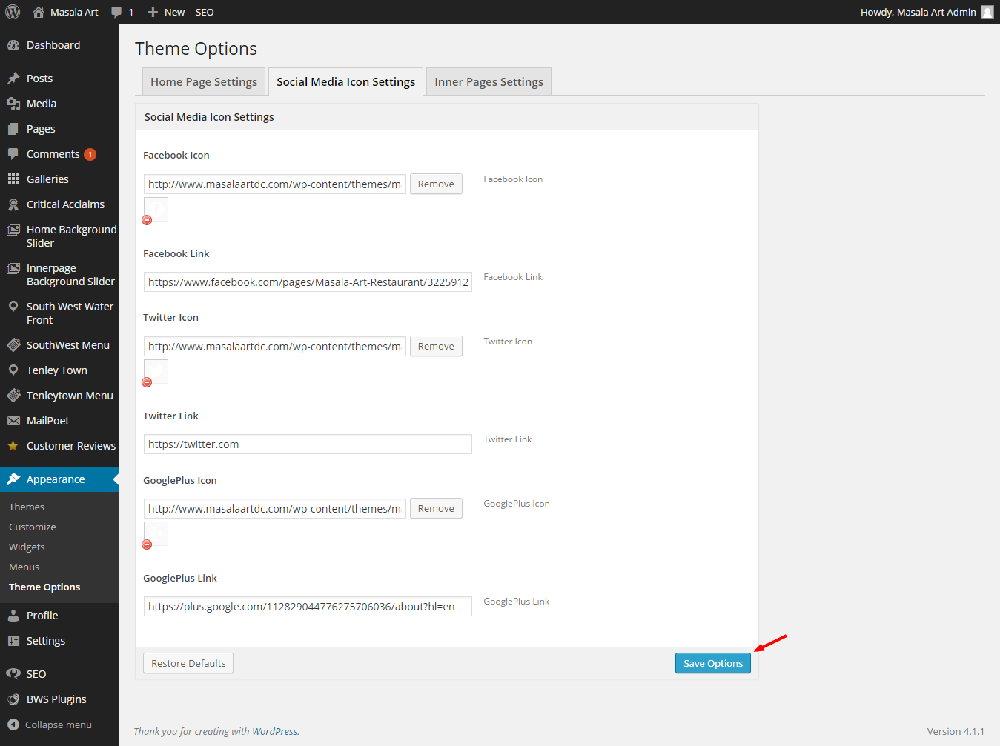 Masala Art
1
New
SEO
Howdy, Masala Art Admin
Dashboard
Posts
Media
Pages
Comments 1
Galleries
Critical Acclaims
Home Background
Slider
Innerpage
Background Slider
South West Water
Front
SouthWest Menu
Tenley Town
Tenleytown Menu
MailPoet
Customer Reviews
Appearance
Themes
Customize
Widgets
Menus
Theme Options
Profile
Settings
SEO
BWS Plugins
Collapse menu
Theme Options
Home Page Settings
Social Media Icon Settings
Inner Pages Settings
Social Media Icon Settings
Facebook Icon
http://www.masalaartdc.com/wp-content/themes/m
Remove
Facebook Icon
Facebook Link
https://www.facebook.com/pages/Masala-Art-Restaurant/3225912
Facebook Link
Twitter Icon
http://www.masalaartdc.com/wp-content/themes/m
Remove
Twitter Icon
Twitter Link
https://twitter.com
Twitter Link
GooglePlus Icon
http://www.masalaartdc.com/wp-content/themes/m
Remove
GooglePlus Icon
GooglePlus Link
https://plus.google.com/112829044776275706036/about?hl=en
GooglePlus Link
Restore Defaults
Save Options
Thank you for creating with WordPress.
Version 4.1.1